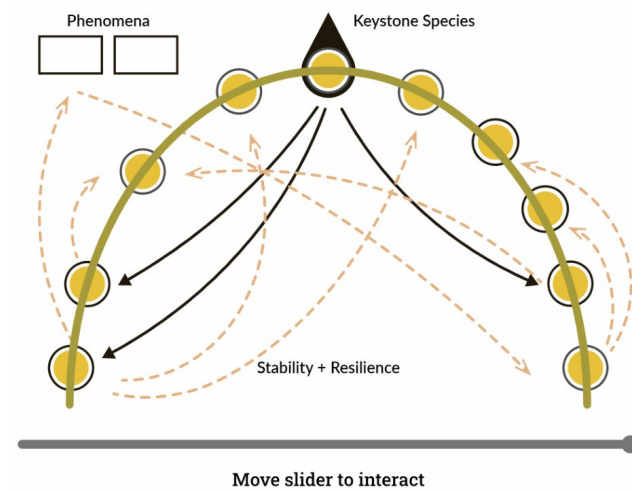 Phenomena
Keystone Species
Stability + Resilience
Move slider to interact